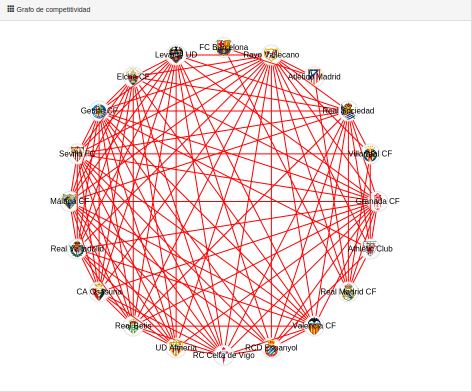 Grafo de competitividad
FC Barcelona
Levante UD
Rayo Vallecano
Elche CF
Atlético Madrid
Getafe CF
Real Sociedad
Sevilla FC
Villarreal CF
Málaga CF
Granada CF
Real Valladolid
Athletic Club
CA Osasuna
Real Madrid CF
Real Betis
Valencia CF
UD Almería
RCD Espanyol
RC Celta de Vigo